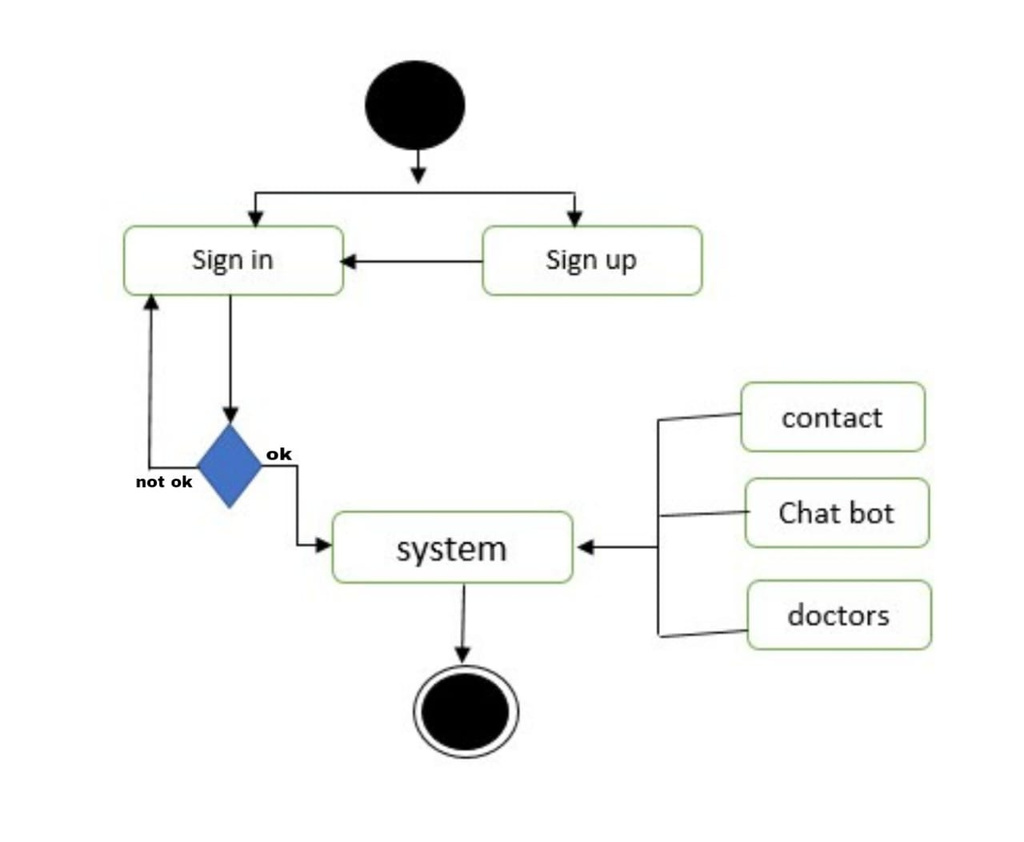 Sign in
Sign up
contact
ok
not ok
Chat bot
system
doctors